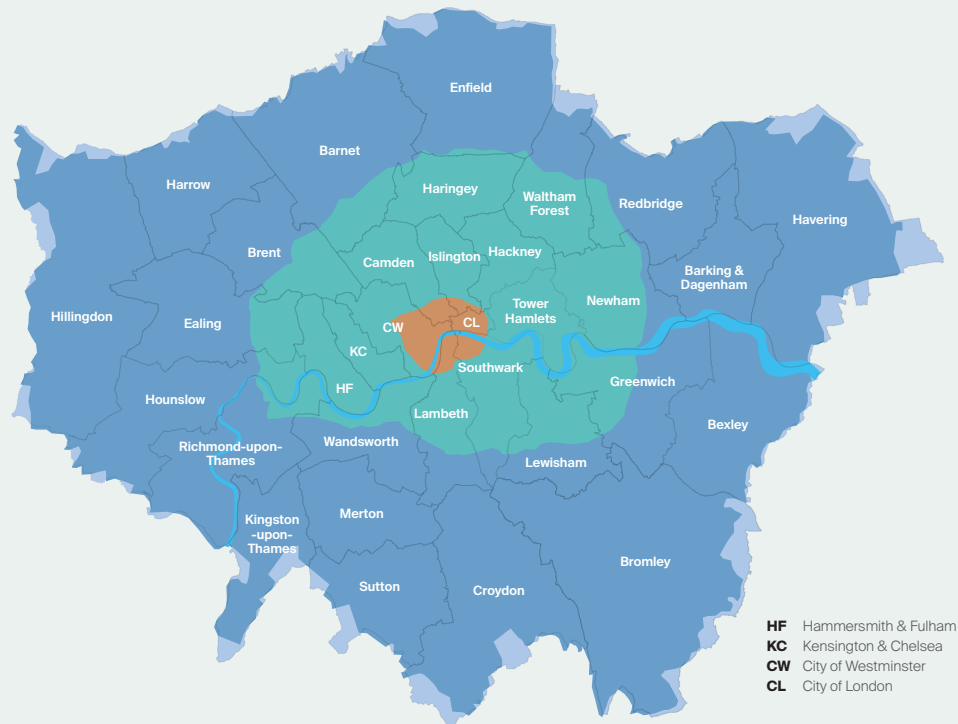 Enfield
Barnet
Harrow
Haringey
Waltham
Forest
Redbridge
Havering
Brent
Camden
Islington
Hackney
Barking &
Dagenham
Hillingdon
Ealing
CW
CL
Tower
Hamlets
Newham
KC
Southwark
HF
Greenwich
Hounslow
Lambeth
Bexley
Richmond-upon-
Thames
Wandsworth
Lewisham
Kingston
-upon-
Thames
Merton
Bromley
Sutton
Croydon
HF Hammersmith & Fulham
KC Kensington & Chelsea
CW City of Westminster
CL City of London